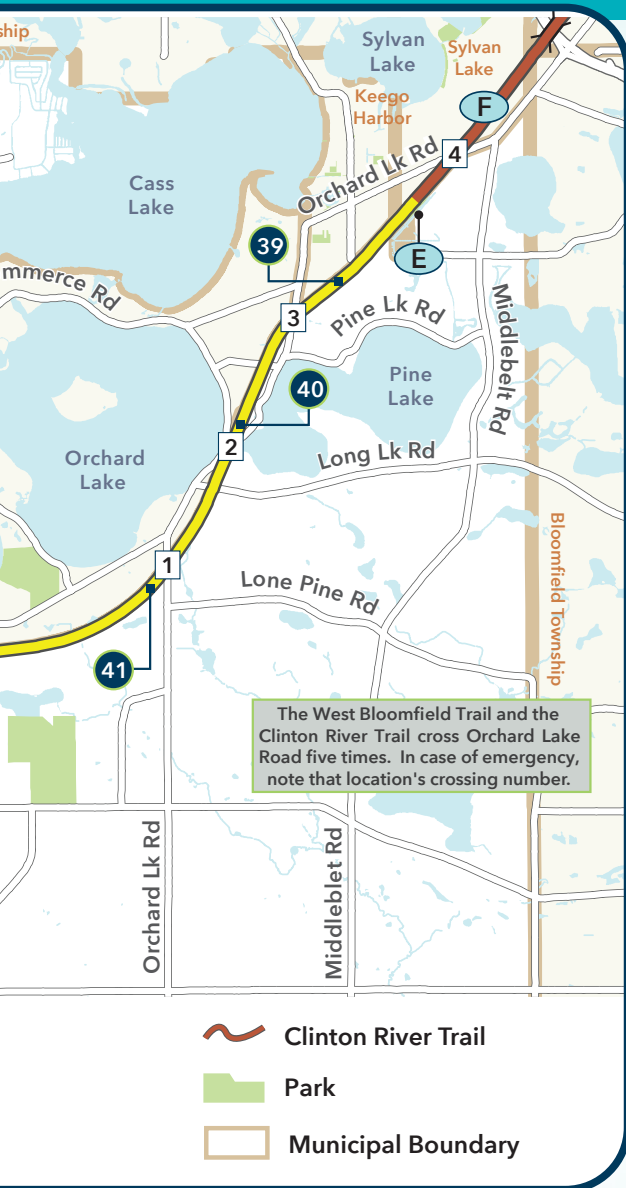 ship
Sylvan
Lake
Sylvan
Lake
Keego
Harbor
F
4
Orchard Lk Rd
Cass
Lake
39
E
mmerce Rd
3
Pine Lk Rd
Middlebelt Rd
40
Pine
Lake
2
Long Lk Rd
Orchard
Lake
Bloomfield Township
1
Lone Pine Rd
41
The West Bloomfield Trail and the
Clinton River Trail cross Orchard Lake
Road five times. In case of emergency,
note that location's crossing number.
Orchard Lk Rd
Middleblet Rd
Clinton River Trail
Park
Municipal Boundary